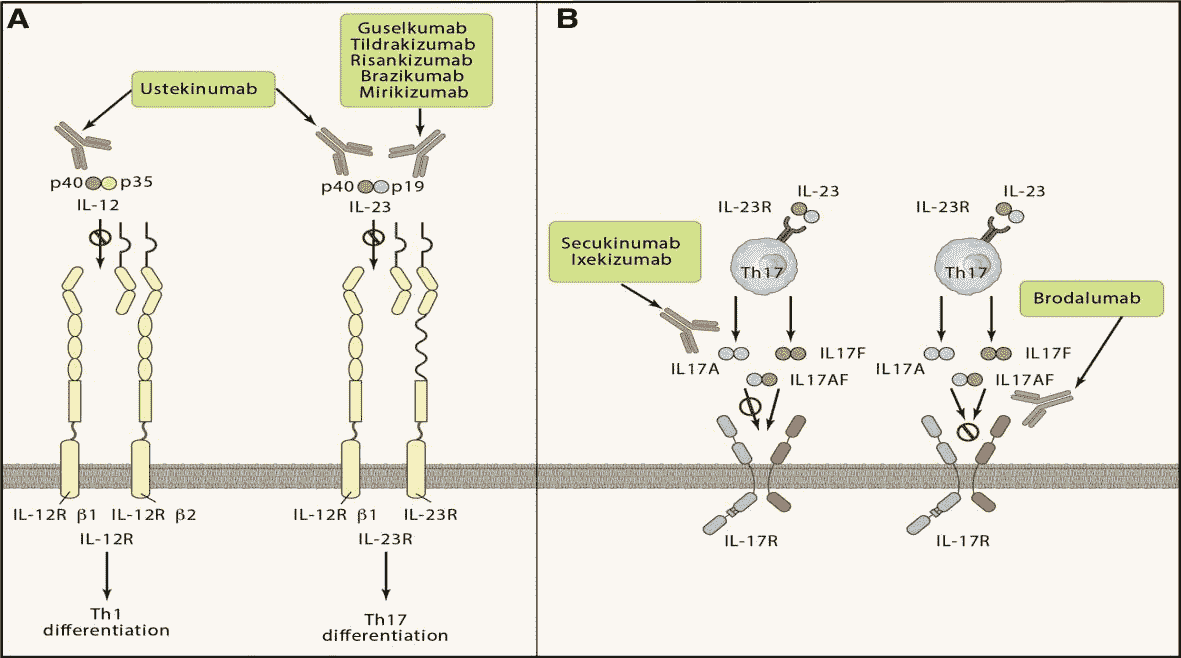 A
Guselkumab
Tildrakizumab
Risankizumab
Brazikumab
Mirikizumab
Ustekinumab
p40 p35
IL-12
p40 p19
IL-23
IL-12R β1 IL-12R β2
IL-12R
Th1
differentiation
IL-12R β1 IL-23R
IL-23R
Th17
differentiation
B
IL-23
IL-23R
Secukinumab
Ixekizumab
Th17
IL17A
IL17F
IL17AF
IL-17R
IL-23
IL-23R
Th17
Brodalumab
IL17A
IL17F
IL17AF
IL-17R